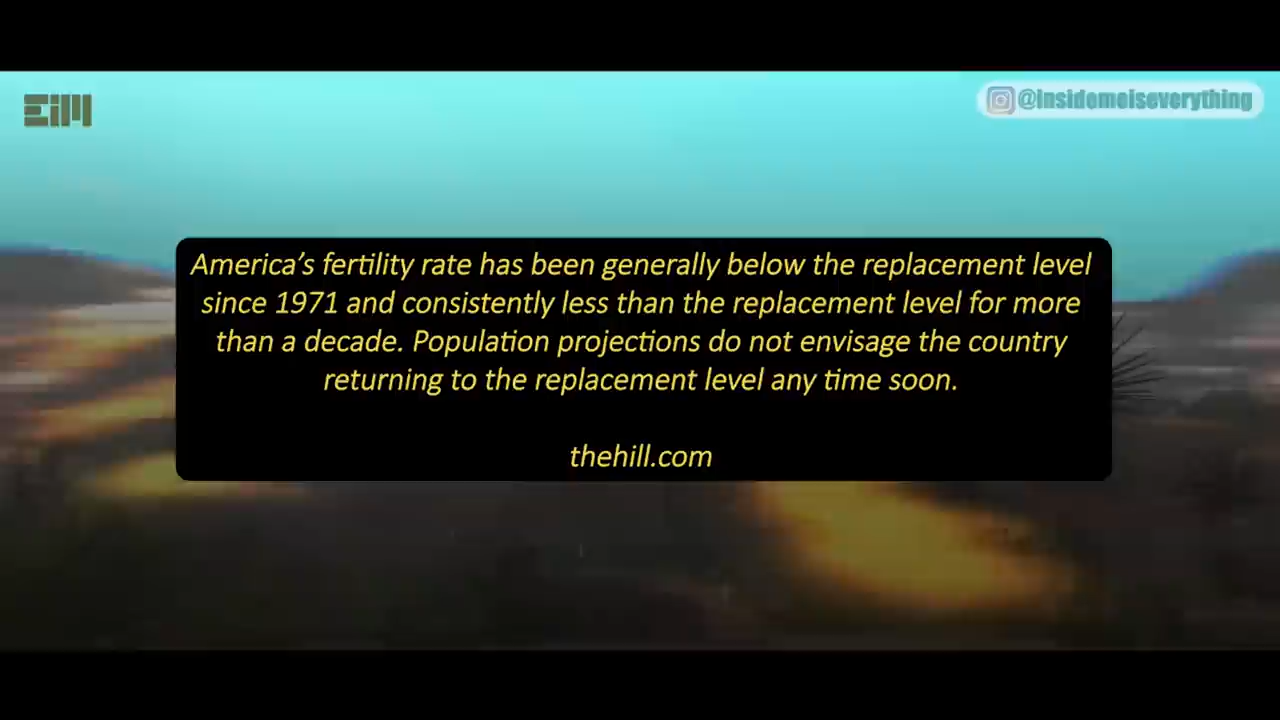 EiM
@insidemeiseverything
America’s fertility rate has been generally below the replacement level
since 1971 and consistently less than the replacement level for more
than a decade. Population projections do not envisage the country
returning to the replacement level any time soon.
thehill.com